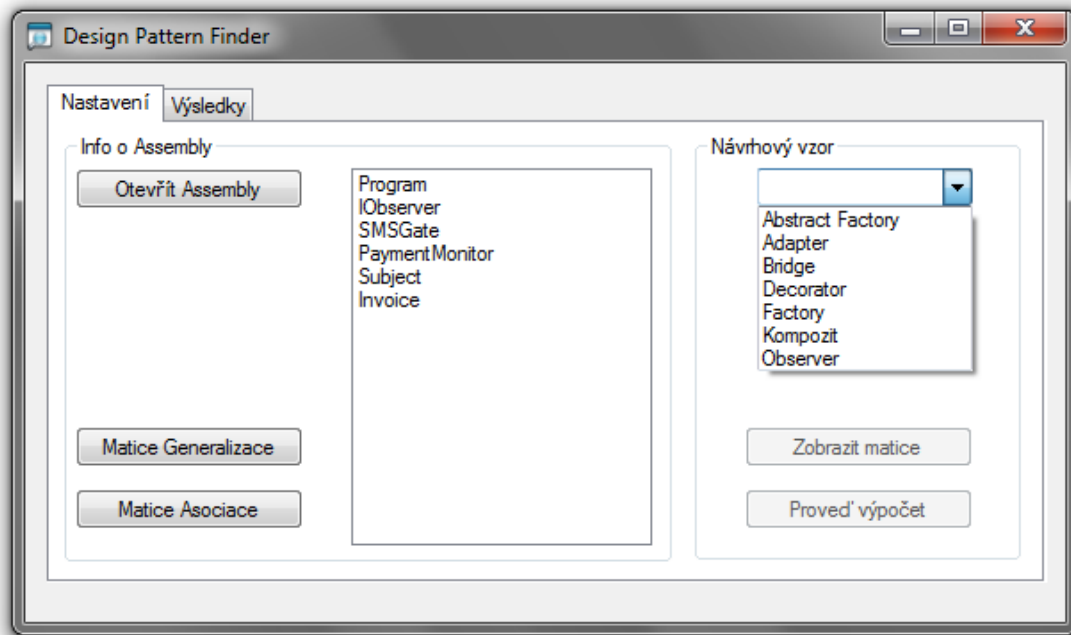 Design Pattern Finder
Nastavení
Výsledky
Info o Assembly
Otevřít Assembly
Program
IObserver
SMSGate
PaymentMonitor
Subject
Invoice
Matice Generalizace
Matice Asociace
Návrhový vzor
Abstract Factory
Adapter
Bridge
Decorator
Factory
Kompozit
Observer
Zobrazit matice
Proveď výpočet